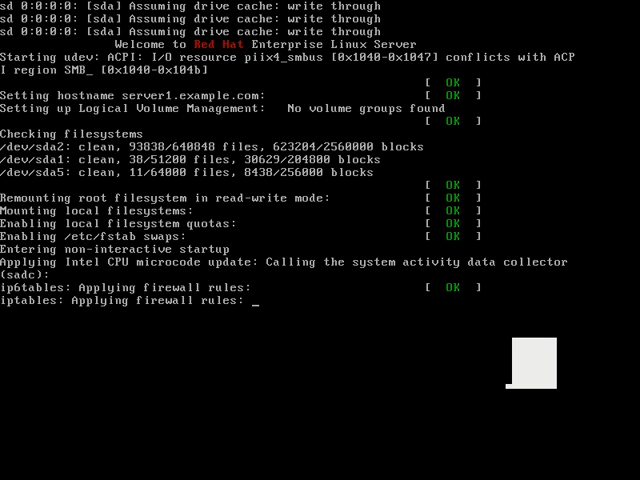 sd 0:0:0:0: [sda] Assuming drive cache: write through
sd 0:0:0:0: [sda] Assuming drive cache: write through
sd 0:0:0:0: [sda] Assuming drive cache: write through
Welcome to Red Hat Enterprise Linux Server
Starting udev: ACPI: I/O resource piix4_smbus [0x1040-0x1047] conflicts with ACP
I region SMB_ [0x1040-0x104b]
[ OK ]
Setting hostname server1.example.com: [ OK ]
Setting up Logical Volume Management: No volume groups found
[ OK ]
Checking filesystems
/dev/sda2: clean, 93838/640848 files, 623204/2560000 blocks
/dev/sda1: clean, 38/51200 files, 30629/204800 blocks
/dev/sda5: clean, 11/64000 files, 8438/256000 blocks
[ OK ]
Remounting root filesystem in read-write mode: [ OK ]
Mounting local filesystems: [ OK ]
Enabling local filesystem quotas: [ OK ]
Enabling /etc/fstab swaps: [ OK ]
Entering non-interactive startup
Applying Intel CPU microcode update: Calling the system activity data collector
(sadc):
ip6tables: Applying firewall rules: [ OK ]
iptables: Applying firewall rules: _